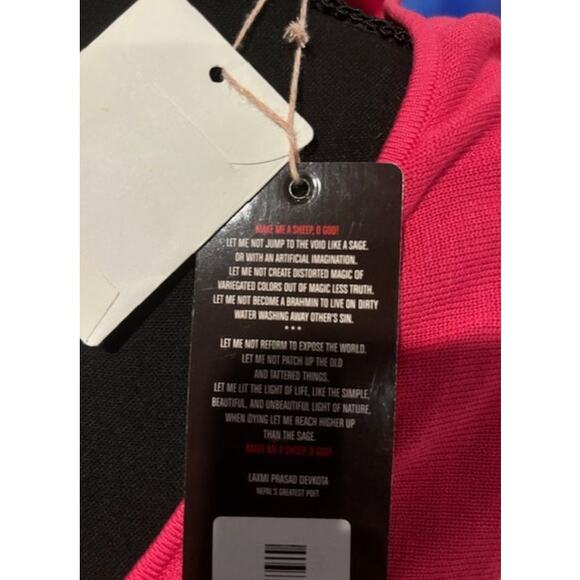 MAKE ME A SHEEP, O GOD!
LET ME NOT JUMP TO THE VOID LIKE A SAGE.
OR WITH AN ARTIFICIAL IMAGINATION.
LET ME NOT CREATE DISTORTED MAGIC OF
VARIEGATED COLORS OUT OF MAGIC LESS TRUTH.
LET ME NOT BECOME A BRAHMIN TO LIVE ON DIRTY
WATER WASHING AWAY OTHER'S SIN.
***
LET ME NOT REFORM TO EXPOSE THE WORLD.
LET ME NOT PATCH UP THE OLD
AND TATTERED THINGS.
LET ME LIT THE LIGHT OF LIFE, LIKE THE SIMPLE,
BEAUTIFUL, AND UNBEAUTIFUL LIGHT OF NATURE,
WHEN DYING LET ME REACH HIGHER UP
THAN THE SAGE.
MAKE ME A SHEEP, O GOD!
LAXMI PRASAD DEVKOTA
NEPAL'S GREATEST POET